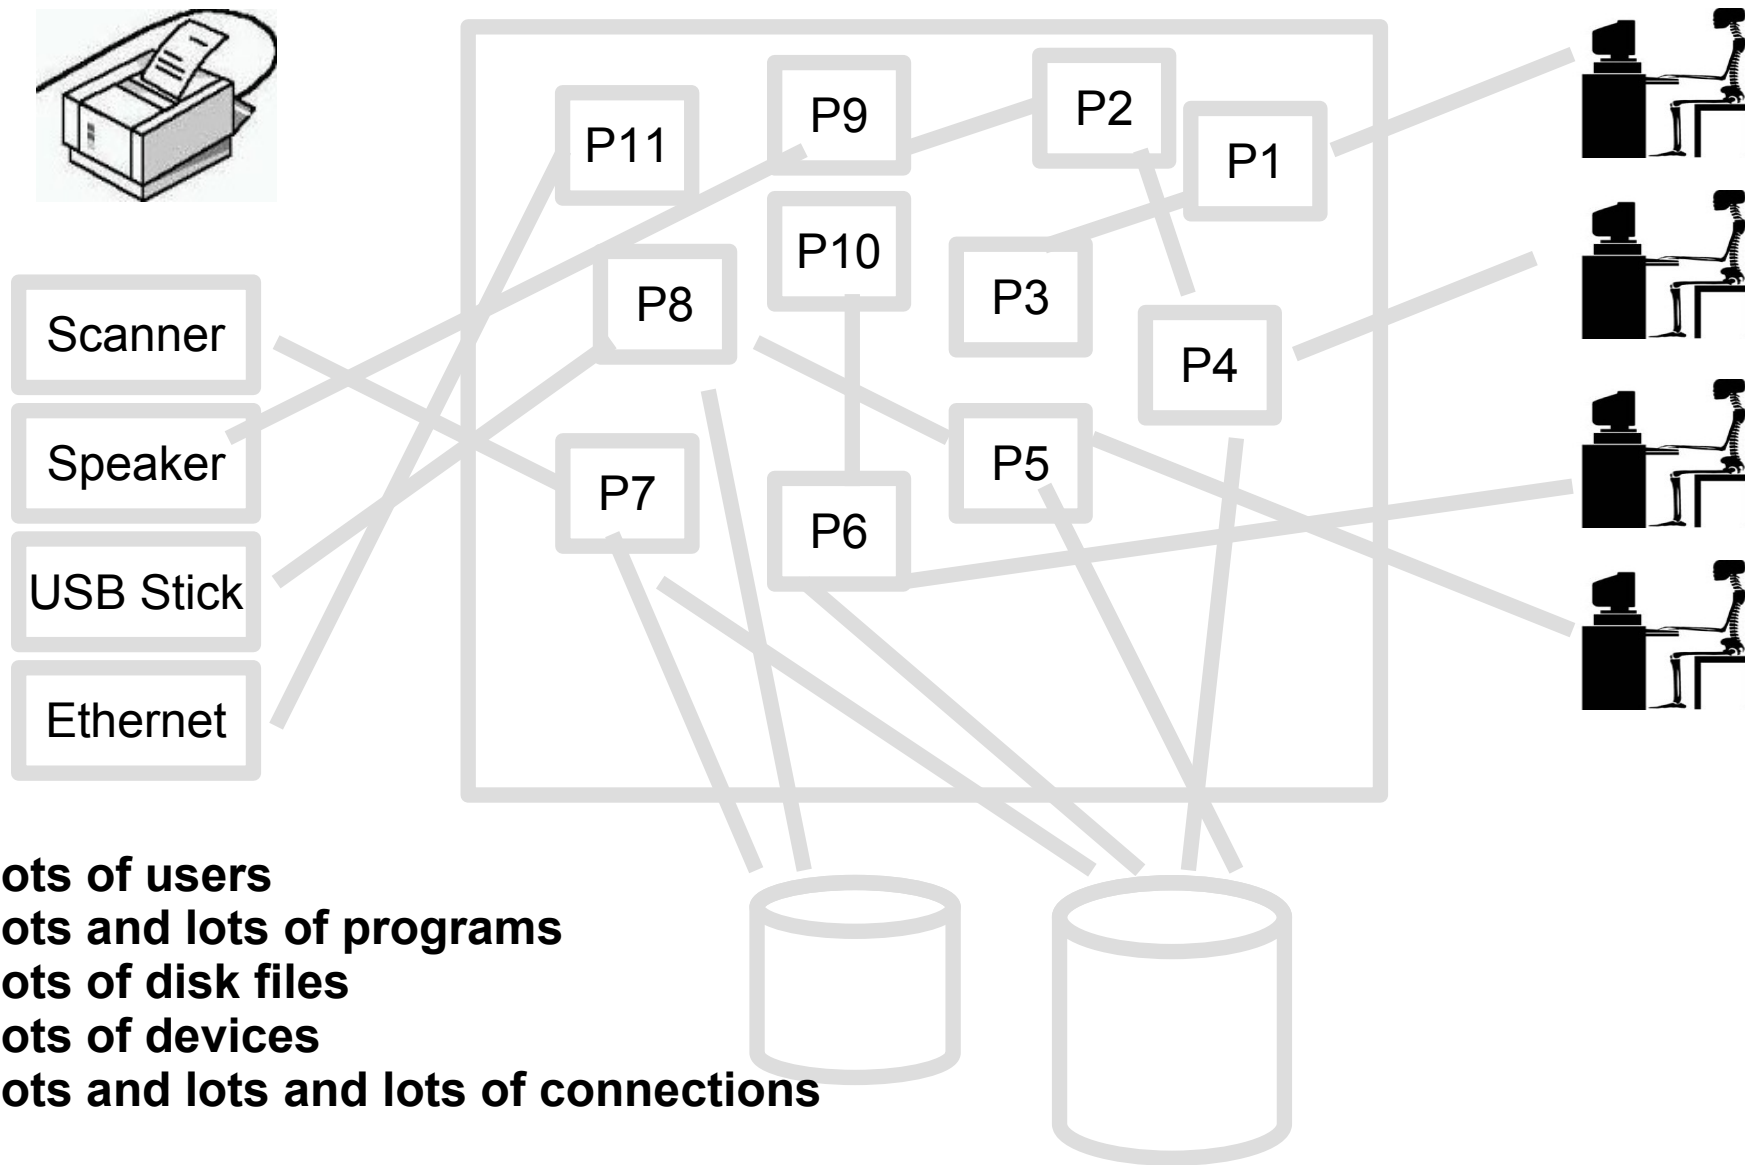 P11
P9
P2
P1
P10
P8
P3
P4
P7
P6
P5
Scanner
Speaker
USB Stick
Ethernet
ots of users
ots and lots of programs
ots of disk files
ots of devices
ots and lots and lots of connections